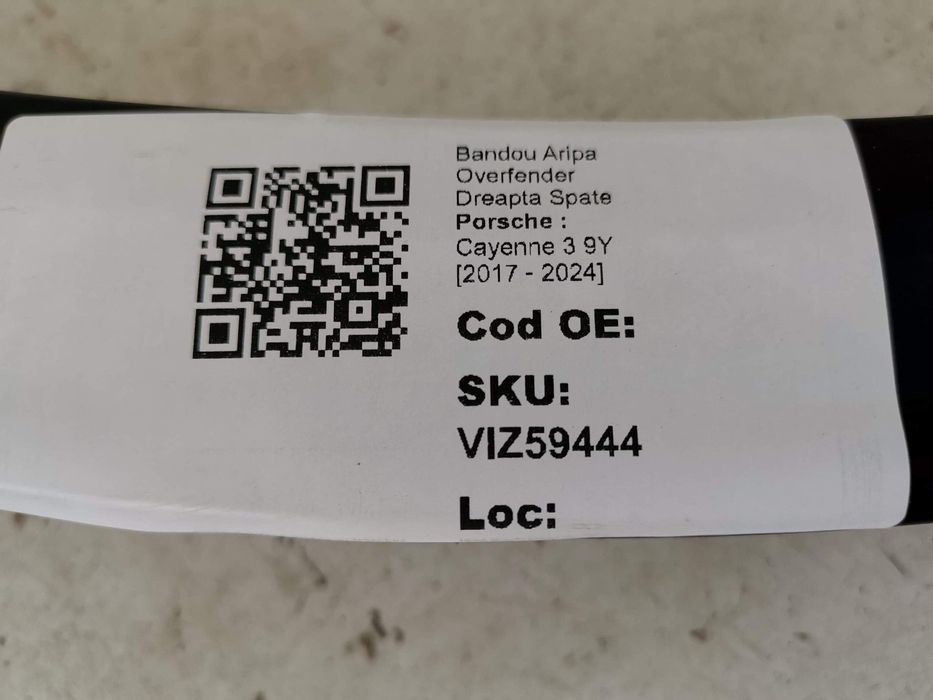 Bandou Aripa
Overfender
Dreapta Spate
Porsche :
Cayenne 3 9Y
[2017 - 2024]
Cod OE:
SKU:
VIZ59444
Loc: